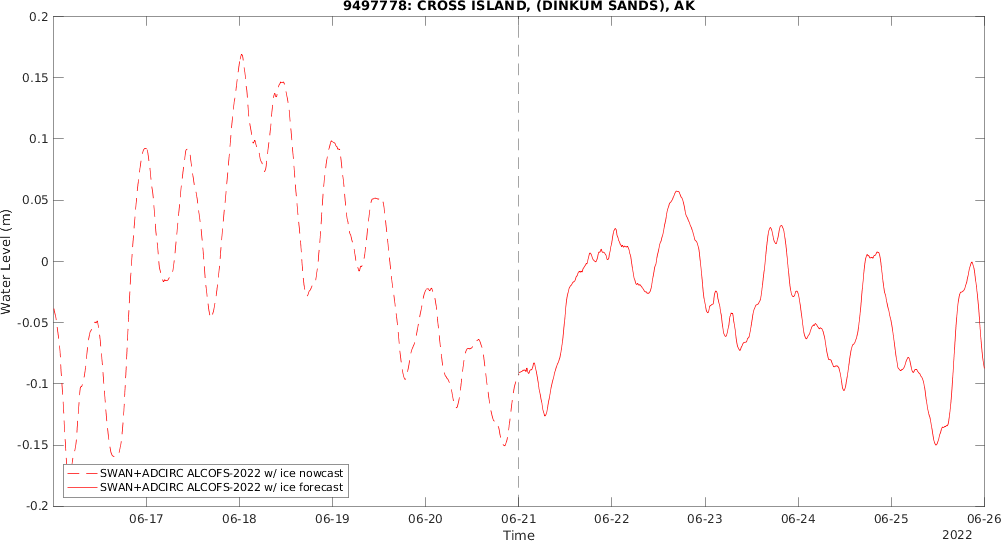 9497778: CROSS ISLAND, (DINKUM SANDS), AK
0.2
0.15
0.1
0.05
0
-0.05
-0.1
-0.15
-0.2
Water Level (m)
SWAN+ADCIRC ALCOFS-2022 w/ ice nowcast
SWAN+ADCIRC ALCOFS-2022 w/ ice forecast
06-17 06-18 06-19 06-20 06-21 06-22 06-23 06-24 06-25 06-26
Time
2022